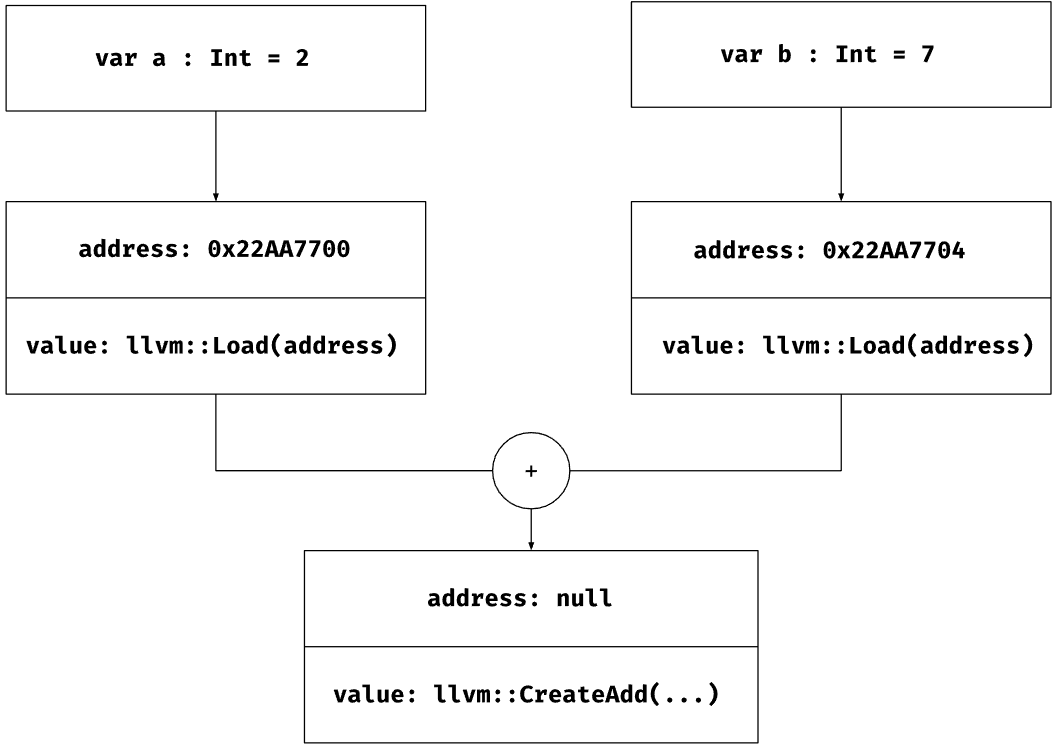 var a : Int = 2
var b : Int = 7
address: 0x22AA7700
address: 0x22AA7704
value: llvm::Load(address)
value: llvm::Load(address)
+
address: null
value: llvm::CreateAdd(...)